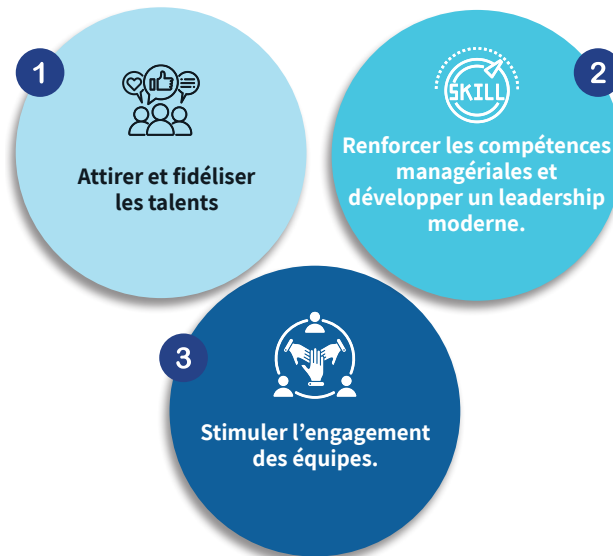 1
Attirer et fidéliser
les talents
2
SKILL
Renforcer les compétences
managériales et
développer un leadership
moderne.
3
Stimuler l’engagement
des équipes.